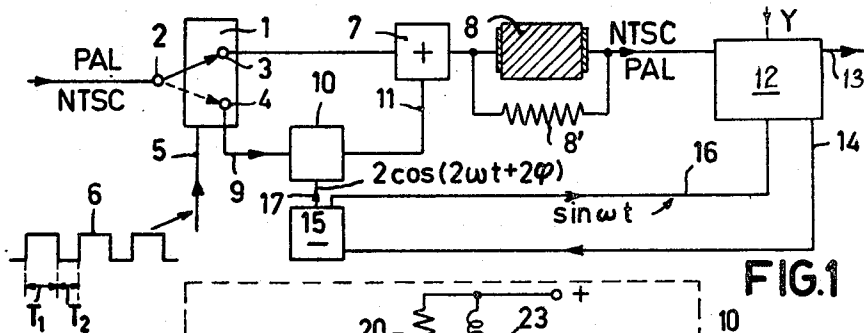 1
7
8
NTSC
PAL
Y
2
PAL
NTSC
3
4
+
12
13
10
11
8'
14
5
9
16
6
17
2cos(2ωt+2φ)
15
sinωt
T₁
T₂
FIG.1
20
23
+
10